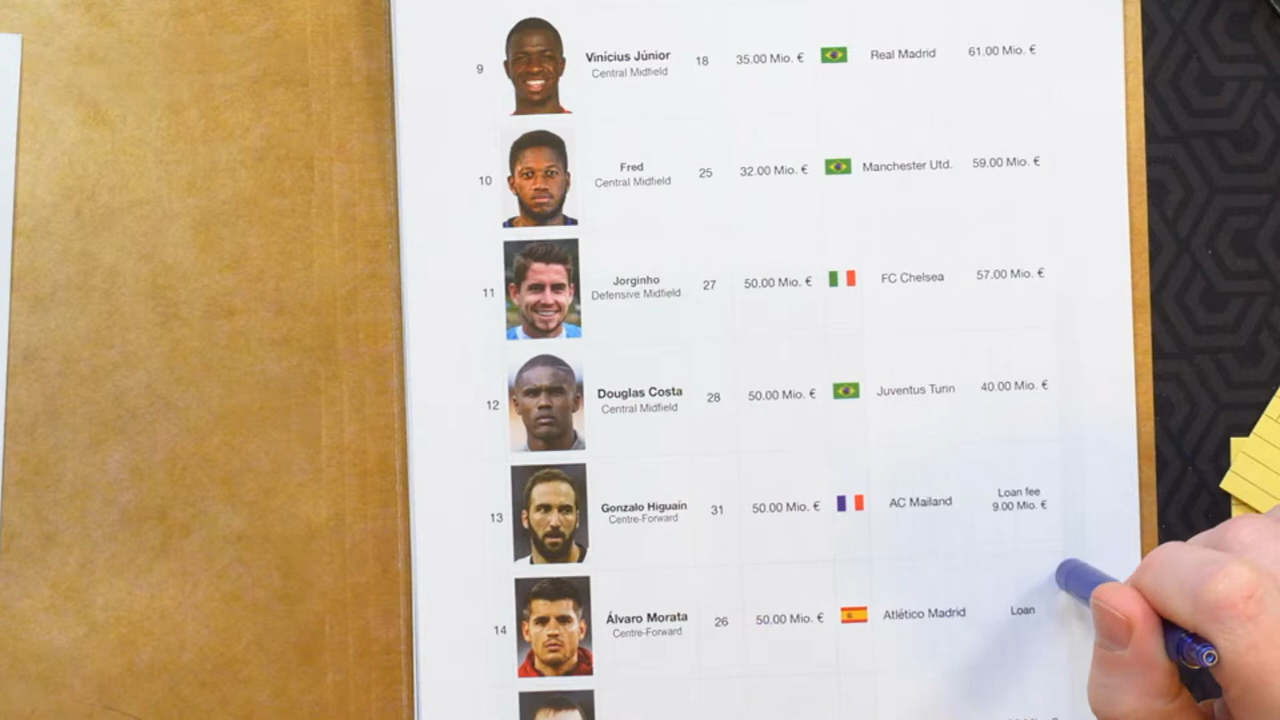 9 Vinícius Júnior 18 35.00 Mio. € Real Madrid 61.00 Mio. €
Central Midfield
10 Fred 25 32.00 Mio. € Manchester Utd. 59.00 Mio. €
Central Midfield
11 Jorginho 27 50.00 Mio. € FC Chelsea 57.00 Mio. €
Defensive Midfield
12 Douglas Costa 28 50.00 Mio. € Juventus Turin 40.00 Mio. €
Central Midfield
13 Gonzalo Higuaín 31 50.00 Mio. € AC Mailand Loan fee
Centre-Forward 9.00 Mio. €
14 Álvaro Morata 26 50.00 Mio. € Atlético Madrid Loan
Centre-Forward